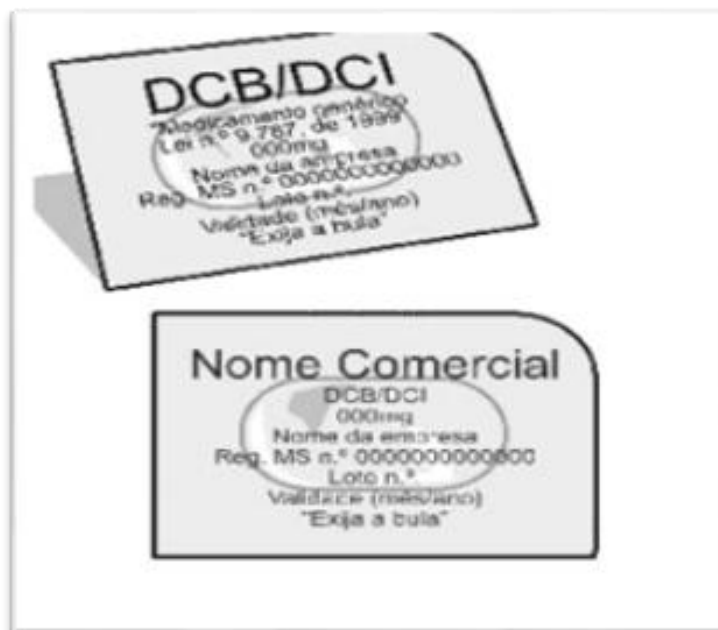 DCB/DCI
"Medicamento genérico
Lei n.º 9.787, de 1999"
000mg
Nome da empresa
Reg. MS n.º 0000000000000
Lote n.º
Validade (mês/ano)
"Exija a bula"
Nome Comercial
DCB/DCI
000mg
Nome da empresa
Reg. MS n.º 0000000000000
Lote n.º
Validade (mês/ano)
"Exija a bula"